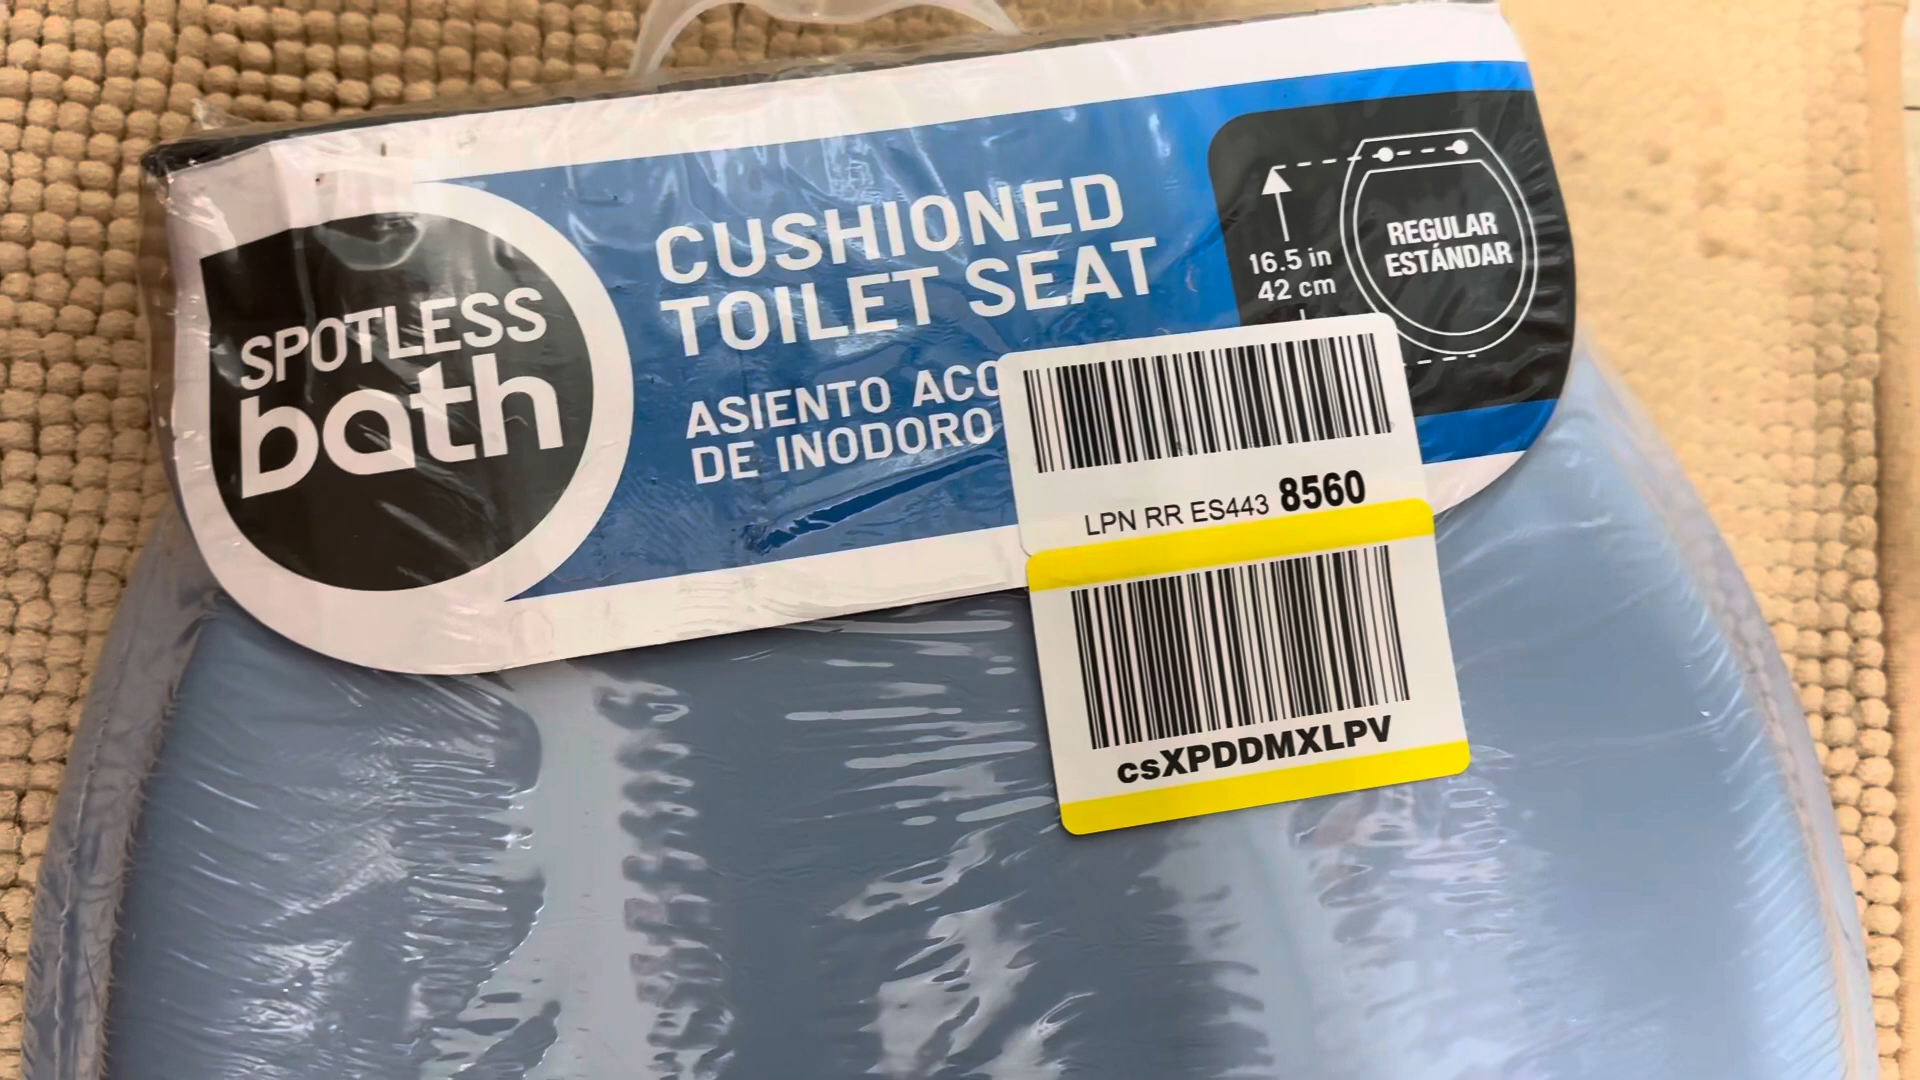 SPOTLESS
bath
CUSHIONED
TOILET SEAT
ASIENTO
DE INODORO
16.5 in
42 cm
REGULAR
ESTÁNDAR
LPN RR ES443 8560
csXPDDMXLPV